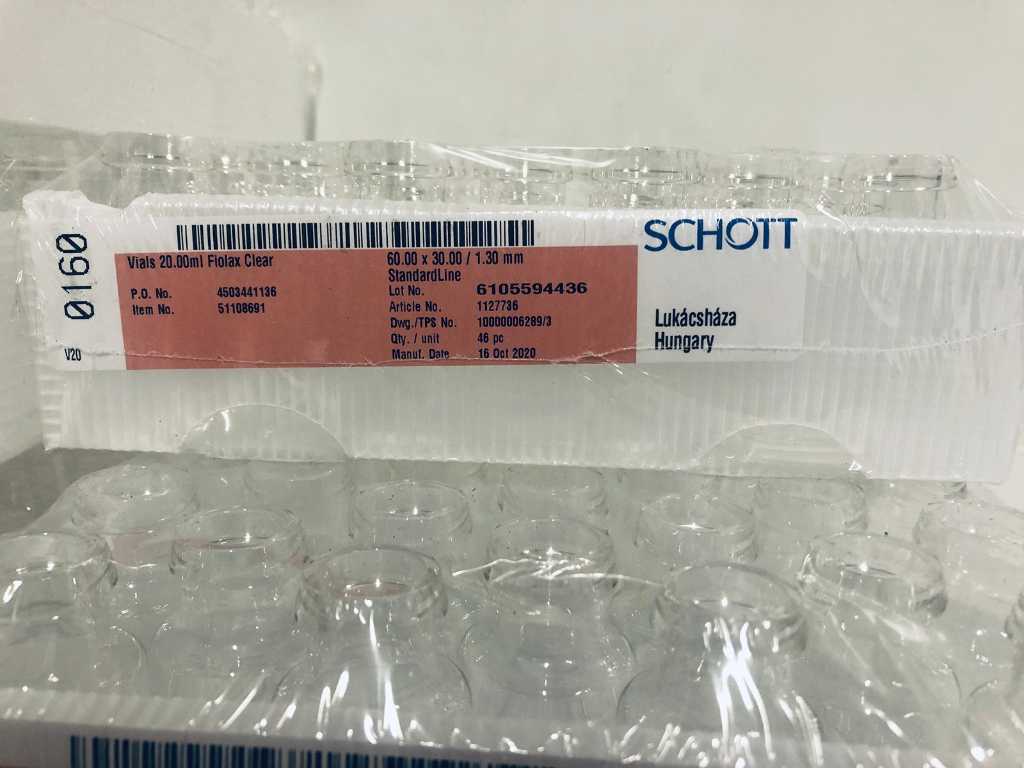 0160
V20
SCHOTT
Vials 20.00ml Fiolax Clear
60.00 x 30.00 / 1.30 mm
StandardLine
P.O. No. 4503441136
Item No. 51108691
Lot No. 6105594436
Article No. 1127736
Dwg./TPS No. 10000006289/3
Qty. / unit 46 pc
Manuf. Date 16 Oct 2020
Lukácsháza
Hungary